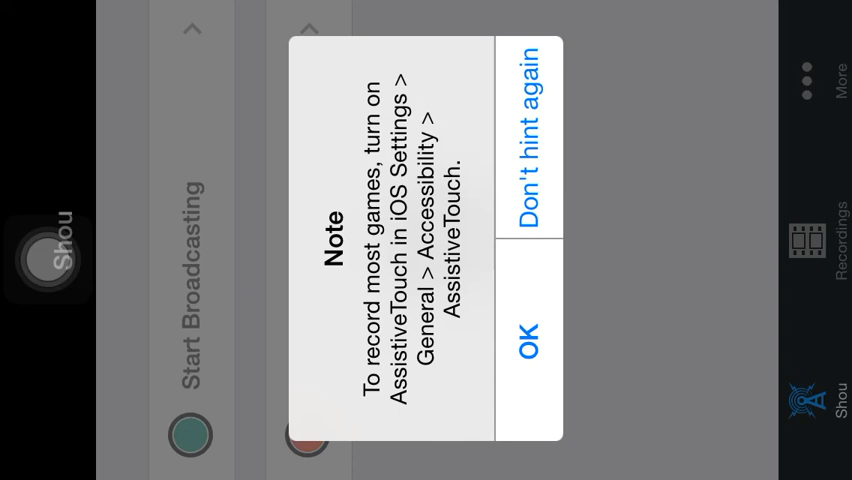 Shou
Start Broadcasting
Note
To record most games, turn on
AssistiveTouch in iOS Settings >
General > Accessibility >
AssistiveTouch.
OK
Don't hint again
Shou
Recordings
More